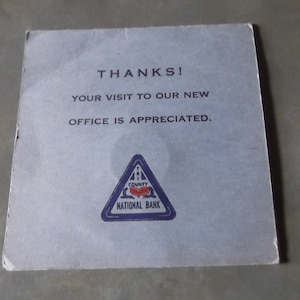 THANKS!
YOUR VISIT TO OUR NEW
OFFICE IS APPRECIATED.
COUNTY
NATIONAL BANK